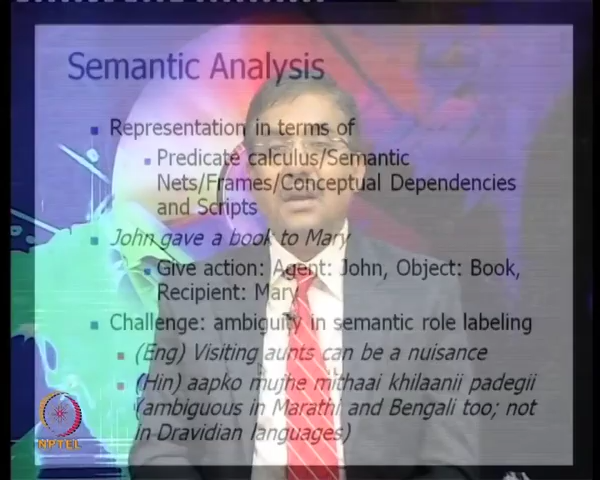 Semantic Analysis
Representation in terms of
Predicate calculus/Semantic
Nets/Frames/Conceptual Dependencies
and Scripts
John gave a book to Mary
Give action: Agent: John, Object: Book,
Recipient: Mary
Challenge: ambiguity in semantic role labeling
(Eng) Visiting aunts can be a nuisance
(Hin) aapko mujhe mithaai khilaanii padegii
(ambiguous in Marathi and Bengali too; not
in Dravidian languages)
NPTEL